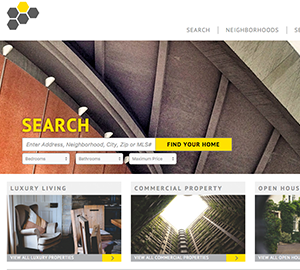 SEARCH | NEIGHBORHOODS | SE
SEARCH
Enter Address, Neighborhood, City, Zip or MLS# FIND YOUR HOME
Bedrooms Bathrooms Maximum Price
LUXURY LIVING COMMERCIAL PROPERTY OPEN HOUS
VIEW ALL LUXURY PROPERTIES VIEW ALL COMMERCIAL PROPERTIES VIEW ALL OPEN HOUS